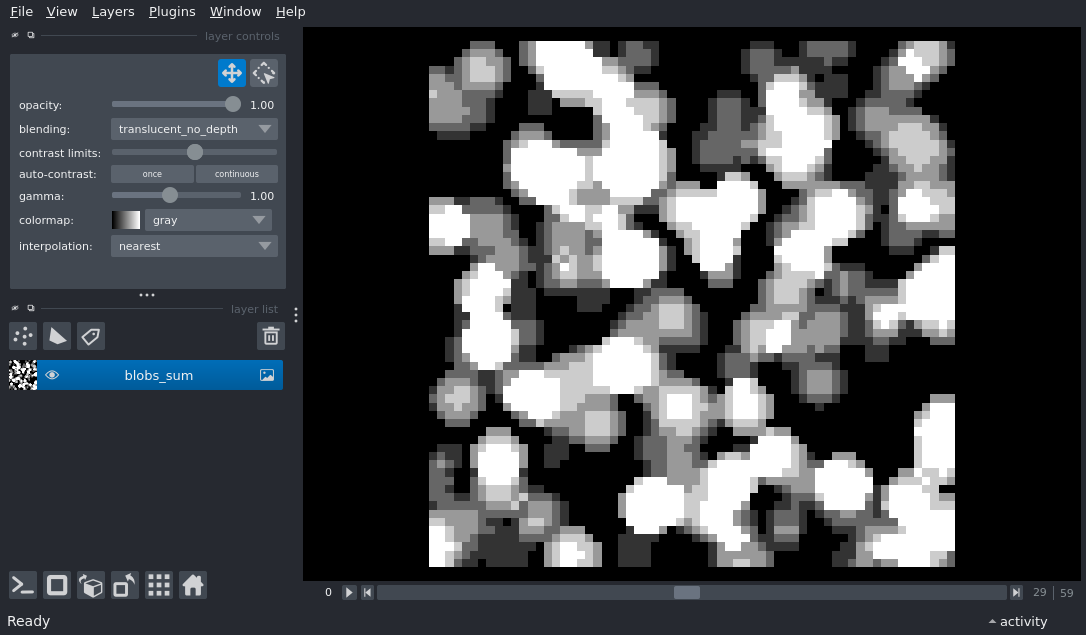 File View Layers Plugins Window Help
layer controls
opacity: 1.00
blending: translucent_no_depth
contrast limits:
auto-contrast: once continuous
gamma: 1.00
colormap: gray
interpolation: nearest
layer list
blobs_sum
0 29 59
Ready activity